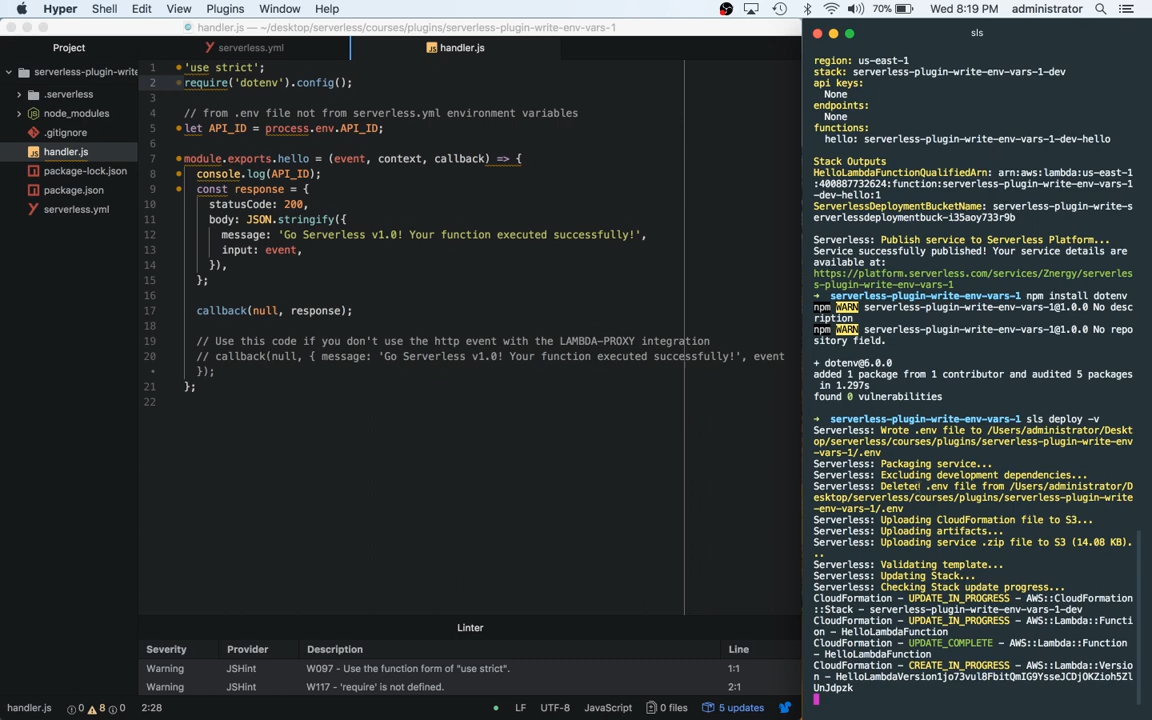 Hyper Shell Edit View Plugins Window Help 70% Wed 8:19 PM administrator
handler.js — ~/desktop/serverless/courses/plugins/serverless-plugin-write-env-vars-1
sls
Project
serverless-plugin-write
.serverless
node_modules
.gitignore
handler.js
package-lock.json
package.json
serverless.yml
serverless.yml
handler.js
1 'use strict';
2 require('dotenv').config();
3
4 // from .env file not from serverless.yml environment variables
5 let API_ID = process.env.API_ID;
6
7 module.exports.hello = (event, context, callback) => {
8 console.log(API_ID);
9 const response = {
10 statusCode: 200,
11 body: JSON.stringify({
12 message: 'Go Serverless v1.0! Your function executed successfully!',
13 input: event,
14 }),
15 };
16
17 callback(null, response);
18
19 // Use this code if you don't use the http event with the LAMBDA-PROXY integration
20 // callback(null, { message: 'Go Serverless v1.0! Your function executed successfully!', event
• });
21 };
22
Linter
Severity Provider Description Line
Warning JSHint W097 - Use the function form of "use strict". 1:1
Warning JSHint W117 - 'require' is not defined. 2:1
handler.js 0 8 0 2:28 LF UTF-8 JavaScript 0 files 5 updates
region: us-east-1
stack: serverless-plugin-write-env-vars-1-dev
api keys:
None
endpoints:
None
functions:
hello: serverless-plugin-write-env-vars-1-dev-hello
Stack Outputs
HelloLambdaFunctionQualifiedArn: arn:aws:lambda:us-east-1
:400887732624:function:serverless-plugin-write-env-vars-1
-dev-hello:1
ServerlessDeploymentBucketName: serverless-plugin-write-s
erverlessdeploymentbuck-i35aoy733r9b
Serverless: Publish service to Serverless Platform...
Service successfully published! Your service details are
available at:
https://platform.serverless.com/services/Znergy/serverles
s-plugin-write-env-vars-1
➜ serverless-plugin-write-env-vars-1 npm install dotenv
npm WARN serverless-plugin-write-env-vars-1@1.0.0 No desc
ription
npm WARN serverless-plugin-write-env-vars-1@1.0.0 No repo
sitory field.
+ dotenv@6.0.0
added 1 package from 1 contributor and audited 5 packages
in 1.297s
found 0 vulnerabilities
➜ serverless-plugin-write-env-vars-1 sls deploy -v
Serverless: Wrote .env file to /Users/administrator/Deskt
op/serverless/courses/plugins/serverless-plugin-write-env
-vars-1/.env
Serverless: Packaging service...
Serverless: Excluding development dependencies...
Serverless: Deleted .env file from /Users/administrator/D
esktop/serverless/courses/plugins/serverless-plugin-write
-env-vars-1/.env
Serverless: Uploading CloudFormation file to S3...
Serverless: Uploading artifacts...
Serverless: Uploading service .zip file to S3 (14.08 KB).
..
Serverless: Validating template...
Serverless: Updating Stack...
Serverless: Checking Stack update progress...
CloudFormation - UPDATE_IN_PROGRESS - AWS::CloudFormation
::Stack - serverless-plugin-write-env-vars-1-dev
CloudFormation - UPDATE_IN_PROGRESS - AWS::Lambda::Functi
on - HelloLambdaFunction
CloudFormation - UPDATE_COMPLETE - AWS::Lambda::Function
- HelloLambdaFunction
CloudFormation - CREATE_IN_PROGRESS - AWS::Lambda::Versio
n - HelloLambdaVersion1jo73vul8FbitQmIG9YsseJCDjOKZioh5Zl
UnJdpzk